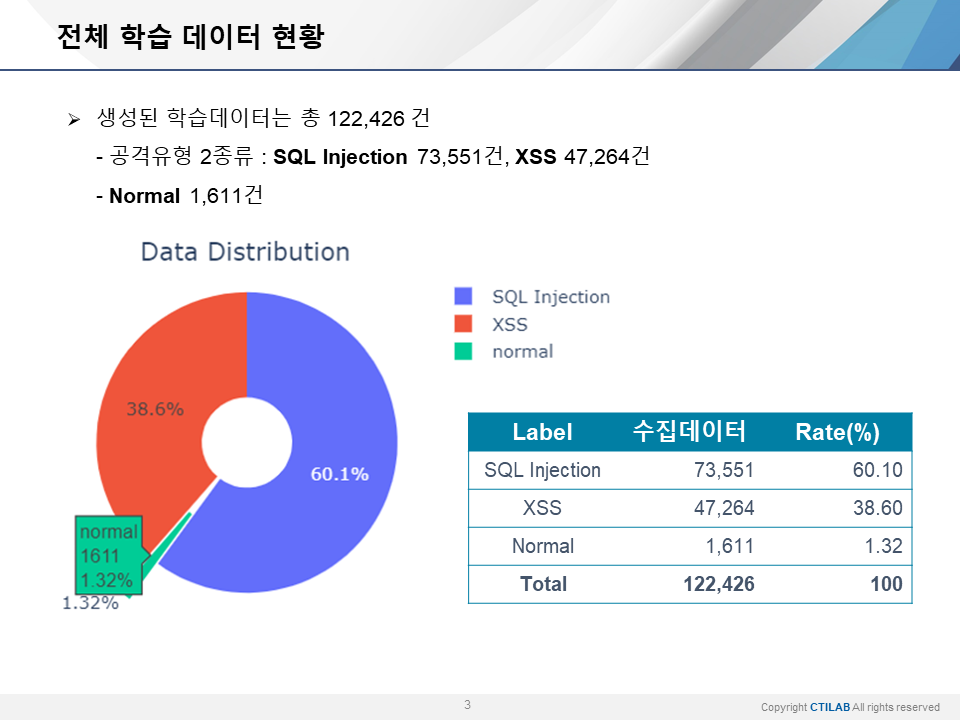 전체 학습 데이터 현황
➢ 생성된 학습데이터는 총 122,426 건
- 공격유형 2종류 : SQL Injection 73,551건, XSS 47,264건
- Normal 1,611건
Data Distribution
SQL Injection
XSS
normal
38.6%
60.1%
normal
1611
1.32%
1.32%
Label 수집데이터 Rate(%)
SQL Injection 73,551 60.10
XSS 47,264 38.60
Normal 1,611 1.32
Total 122,426 100
3
Copyright CTILAB All rights reserved